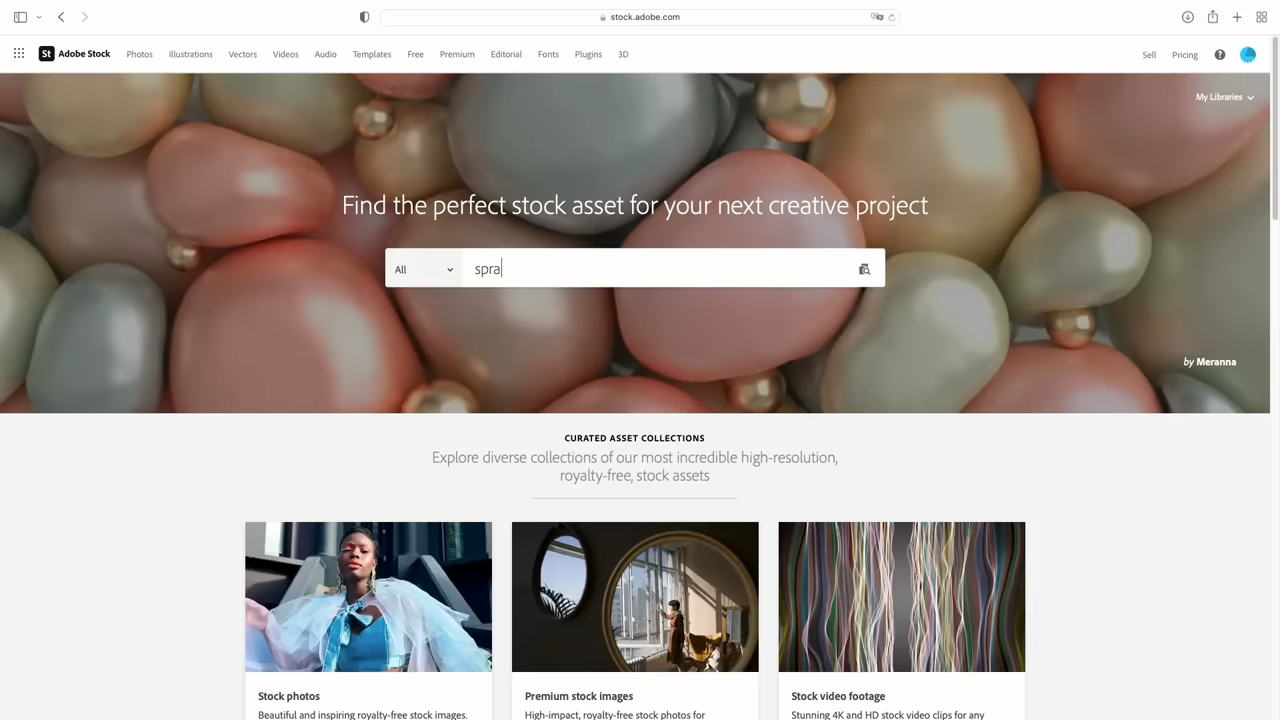 stock.adobe.com
St Adobe Stock Photos Illustrations Vectors Videos Audio Templates Free Premium Editorial Fonts Plugins 3D Sell Pricing ?
My Libraries
Find the perfect stock asset for your next creative project
All spra
by Meranna
CURATED ASSET COLLECTIONS
Explore diverse collections of our most incredible high-resolution,
royalty-free, stock assets
Stock photos
Beautiful and inspiring royalty-free stock images.
Premium stock images
High-impact, royalty-free stock photos for
Stock video footage
Stunning 4K and HD stock video clips for any